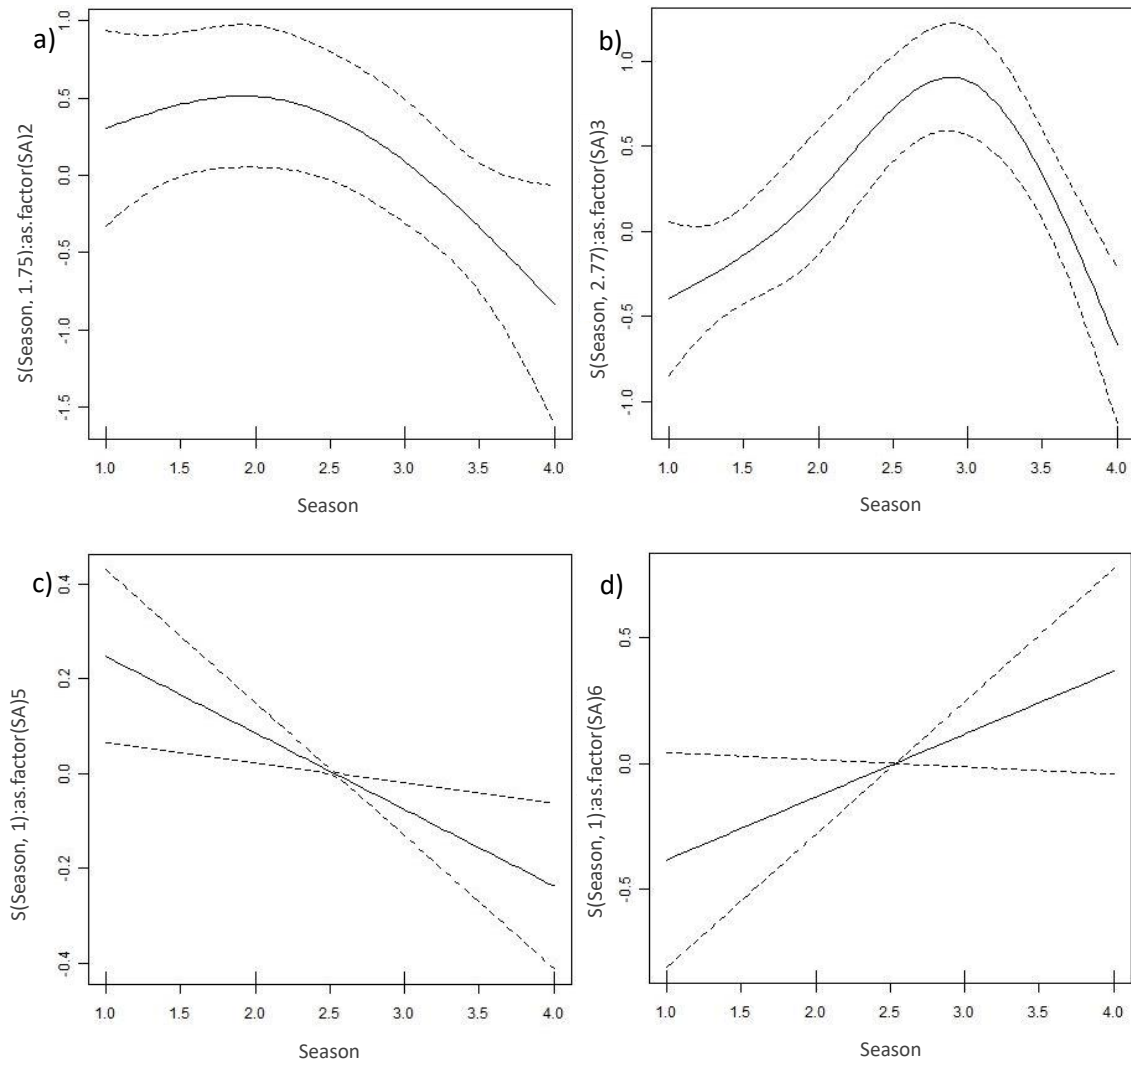 a)
S(Season, 1.75):as.factor(SA)2
1.0
0.5
0.0
-0.5
-1.0
-1.5
1.0 1.5 2.0 2.5 3.0 3.5 4.0
Season
b)
S(Season, 2.77):as.factor(SA)3
1.0
0.5
0.0
-0.5
-1.0
1.0 1.5 2.0 2.5 3.0 3.5 4.0
Season
c)
S(Season, 1):as.factor(SA)5
0.4
0.2
0.0
-0.2
-0.4
1.0 1.5 2.0 2.5 3.0 3.5 4.0
Season
d)
S(Season, 1):as.factor(SA)6
0.5
0.0
-0.5
1.0 1.5 2.0 2.5 3.0 3.5 4.0
Season